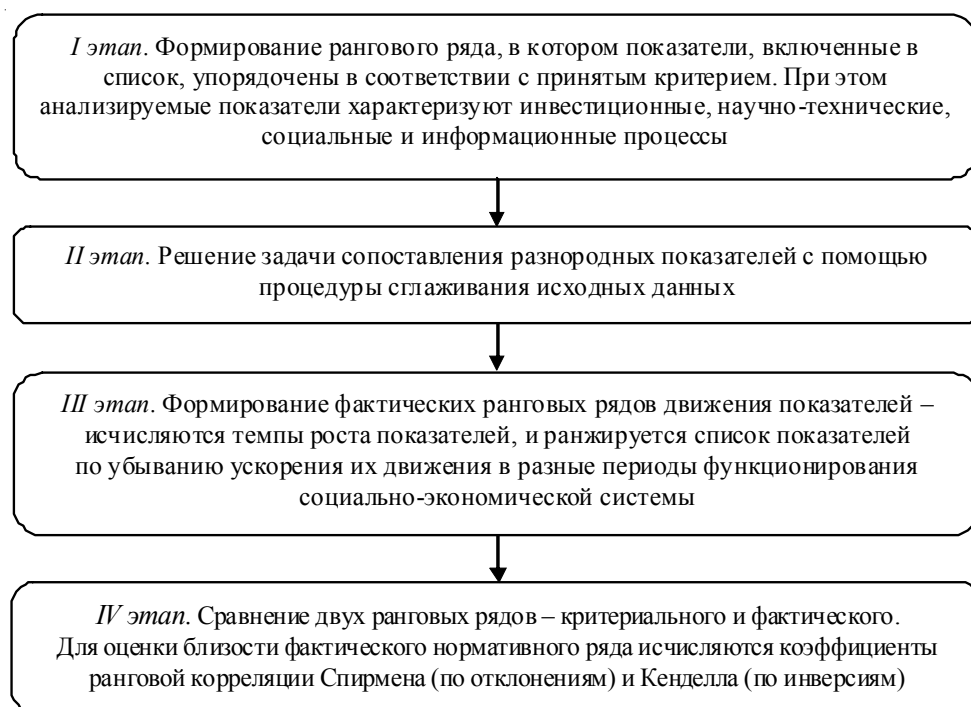 I этап. Формирование рангового ряда, в котором показатели, включенные в
список, упорядочены в соответствии с принятым критерием. При этом
анализируемые показатели характеризуют инвестиционные, научно-технические,
социальные и информационные процессы
II этап. Решение задачи сопоставления разнородных показателей с помощью
процедуры сглаживания исходных данных
III этап. Формирование фактических ранговых рядов движения показателей –
исчисляются темпы роста показателей, и ранжируется список показателей
по убыванию ускорения их движения в разные периоды функционирования
социально-экономической системы
IV этап. Сравнение двух ранговых рядов – критериального и фактического.
Для оценки близости фактического нормативного ряда исчисляются коэффициенты
ранговой корреляции Спирмена (по отклонениям) и Кенделла (по инверсиям)